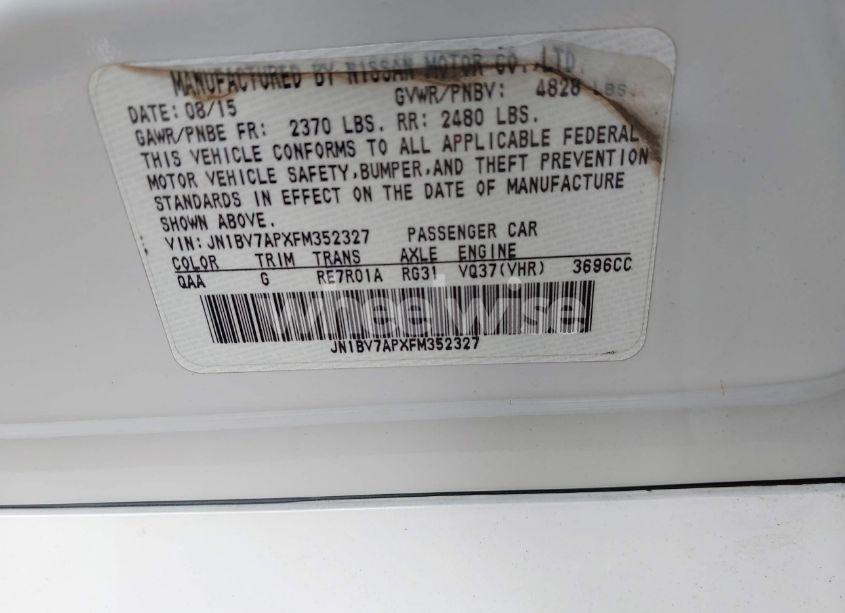 MANUFACTURED BY NISSAN MOTOR CO.,LTD.
DATE: 08/15 GVWR/PNBV: 4828 LBS.
GAWR/PNBE FR: 2370 LBS. RR: 2480 LBS.
THIS VEHICLE CONFORMS TO ALL APPLICABLE FEDERAL
MOTOR VEHICLE SAFETY,BUMPER,AND THEFT PREVENTION
STANDARDS IN EFFECT ON THE DATE OF MANUFACTURE
SHOWN ABOVE.
VIN:JN1BV7APXFM352327 PASSENGER CAR
COLOR TRIM TRANS AXLE ENGINE
QAA G RE7R01A RG31 VQ37(VHR) 3696CC
wheelwise
JN1BV7APXFM352327